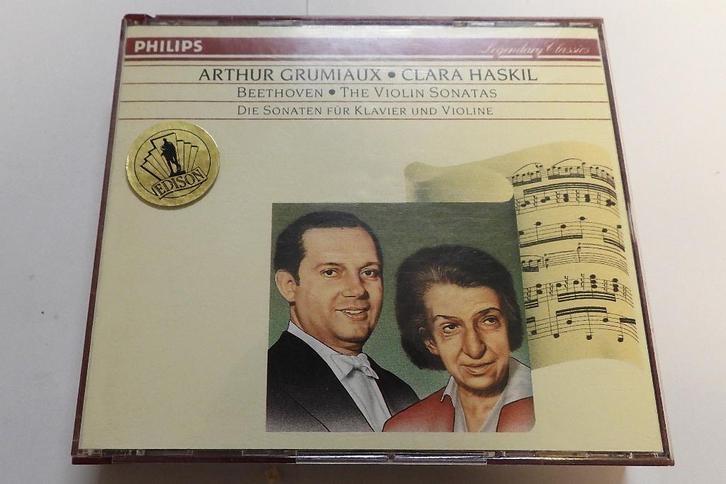 PHILIPS
Legendary Classics
ARTHUR GRUMIAUX • CLARA HASKIL
BEETHOVEN • THE VIOLIN SONATAS
DIE SONATEN FÜR KLAVIER UND VIOLINE
EDISON